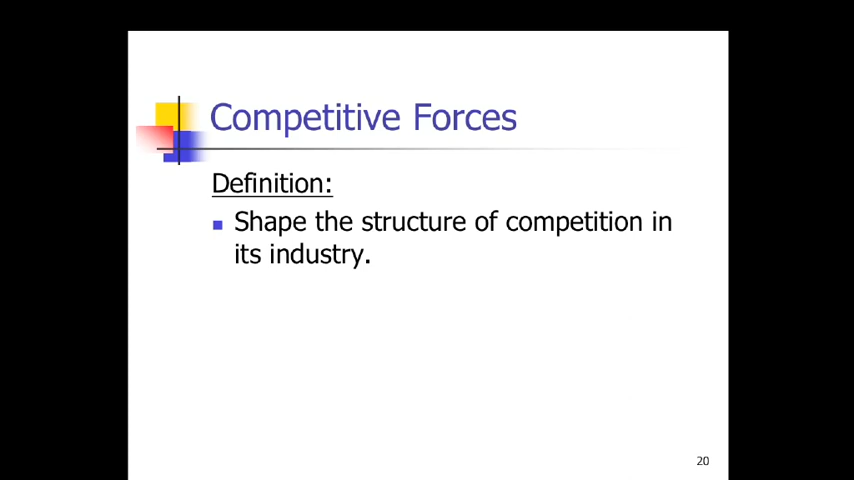 Competitive Forces
Definition:
Shape the structure of competition in
its industry.
20